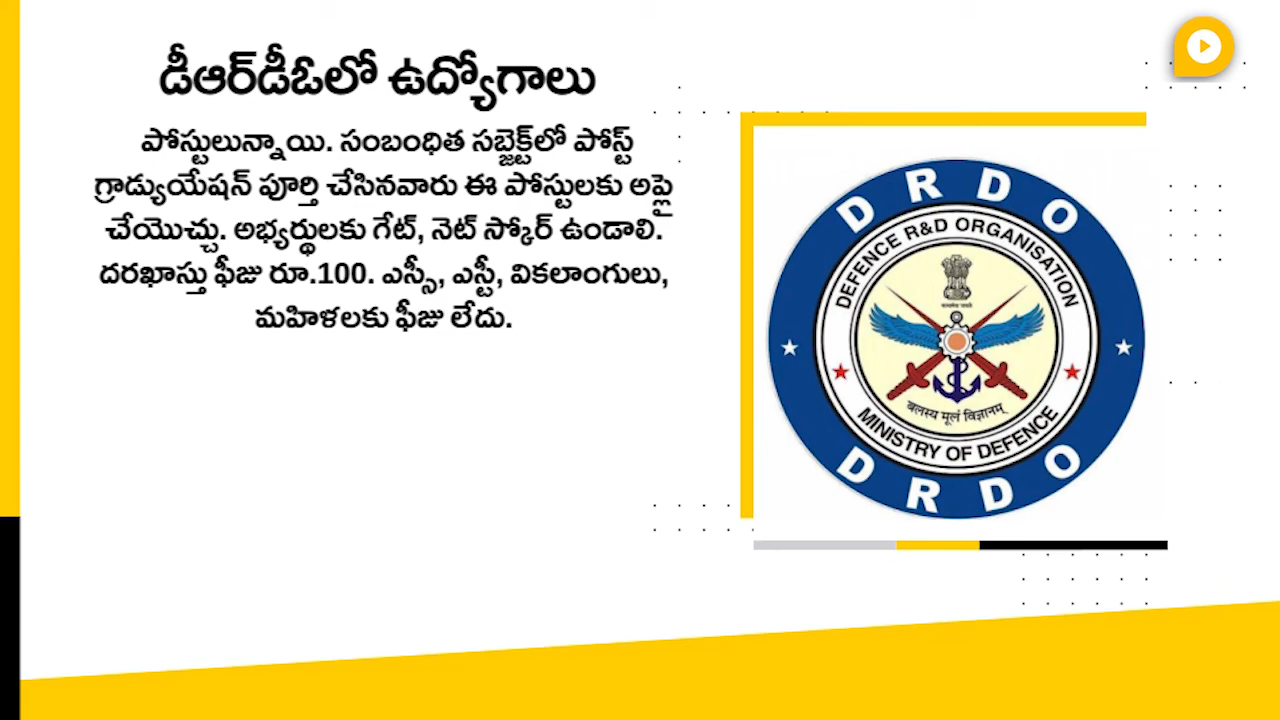 డీఆర్‌డీఓలో ఉద్యోగాలు
పోస్టులున్నాయి. సంబంధిత సబ్జెక్ట్‌లో పోస్ట్
గ్రాడ్యుయేషన్ పూర్తి చేసినవారు ఈ పోస్టులకు అప్లై
చేయొచ్చు. అభ్యర్థులకు గేట్, నెట్ స్కోర్ ఉండాలి.
దరఖాస్తు ఫీజు రూ.100. ఎస్సీ, ఎస్టీ, వికలాంగులు,
మహిళలకు ఫీజు లేదు.
DRDO
DEFENCE R&D ORGANISATION
बलस्य मूलं विज्ञानम्
MINISTRY OF DEFENCE
DRDO